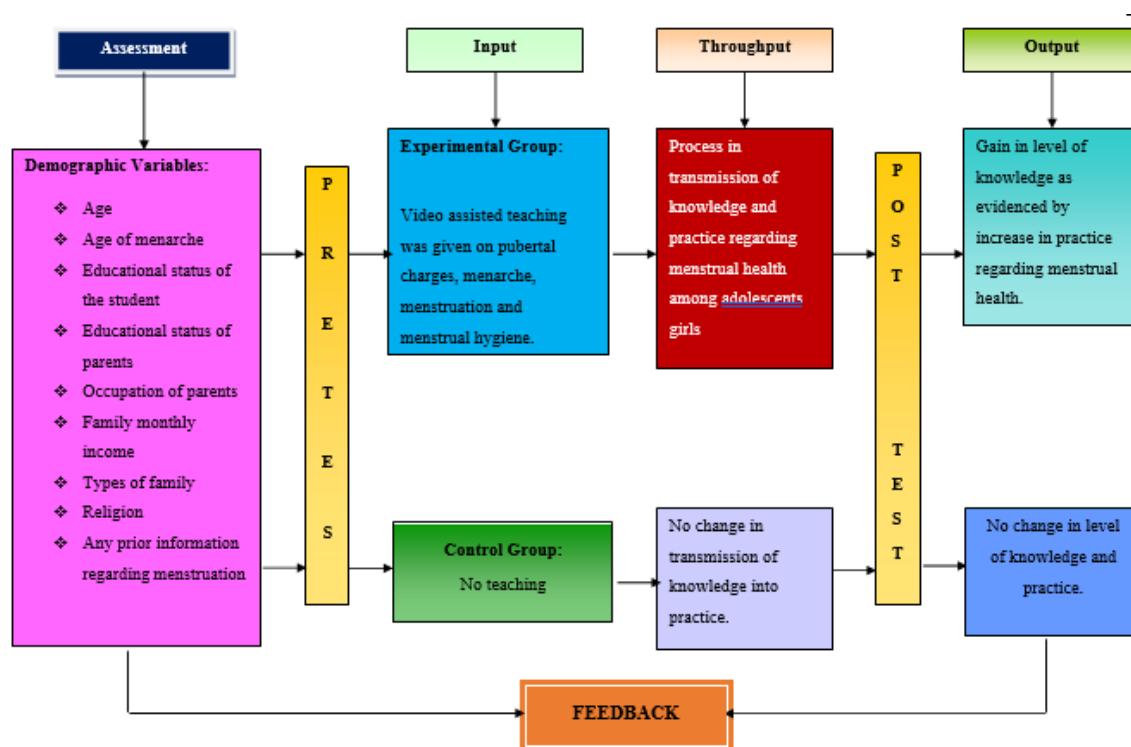 Assessment
Input
Throughput
Output
Demographic Variables:
❖ Age
❖ Age of menarche
❖ Educational status of
the student
❖ Educational status of
parents
❖ Occupation of parents
❖ Family monthly
income
❖ Types of family
❖ Religion
❖ Any prior information
regarding menstruation
P
R
E
T
E
S
Experimental Group:
Video assisted teaching
was given on pubertal
charges, menarche,
menstruation and
menstrual hygiene.
Control Group:
No teaching
Process in
transmission of
knowledge and
practice regarding
menstrual health
among adolescents
girls
No change in
transmission of
knowledge into
practice.
P
O
S
T
T
E
S
T
Gain in level of
knowledge as
evidenced by
increase in practice
regarding menstrual
health.
No change in level
of knowledge and
practice.
FEEDBACK